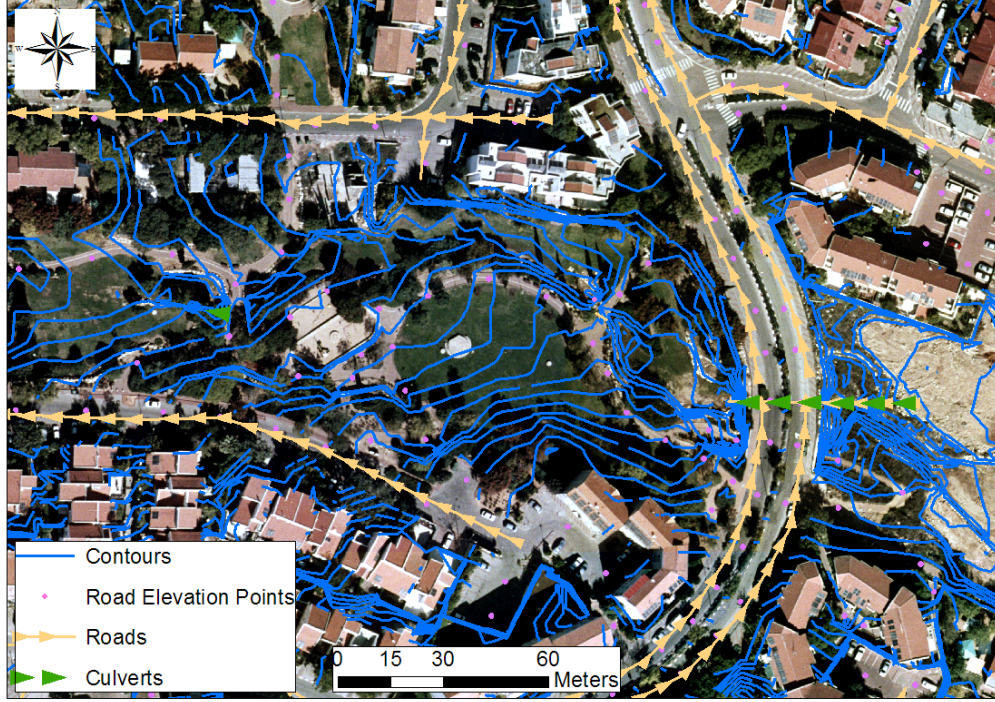 N
W E
S
Contours
Road Elevation Points
Roads
Culverts
0 15 30 60
Meters